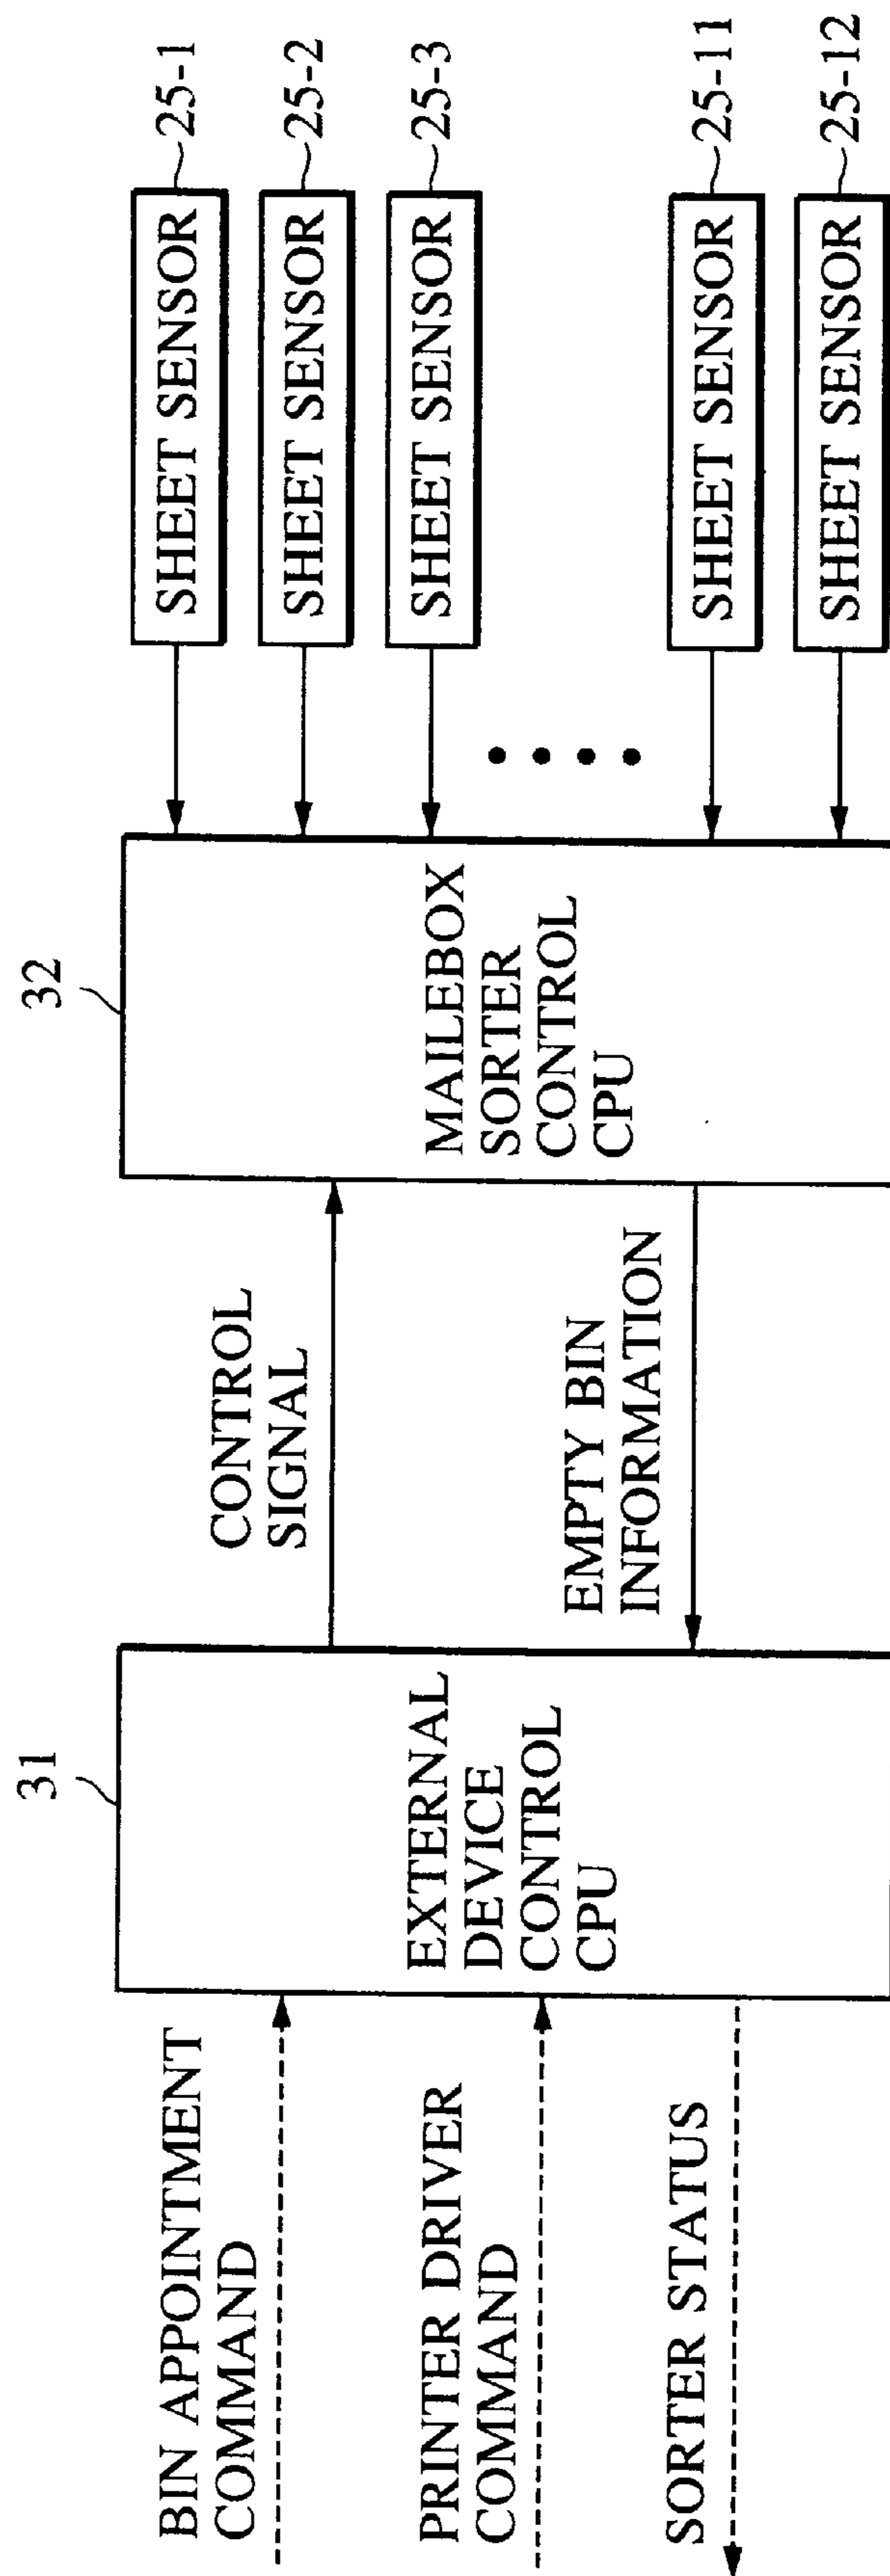 BIN APPOINTMENT
COMMAND
PRINTER DRIVER
COMMAND
SORTER STATUS
31
EXTERNAL
DEVICE
CONTROL
CPU
CONTROL
SIGNAL
EMPTY BIN
INFORMATION
32
MAILEBOX
SORTER
CONTROL
CPU
SHEET SENSOR
25-1
SHEET SENSOR
25-2
SHEET SENSOR
25-3
SHEET SENSOR
25-11
SHEET SENSOR
25-12